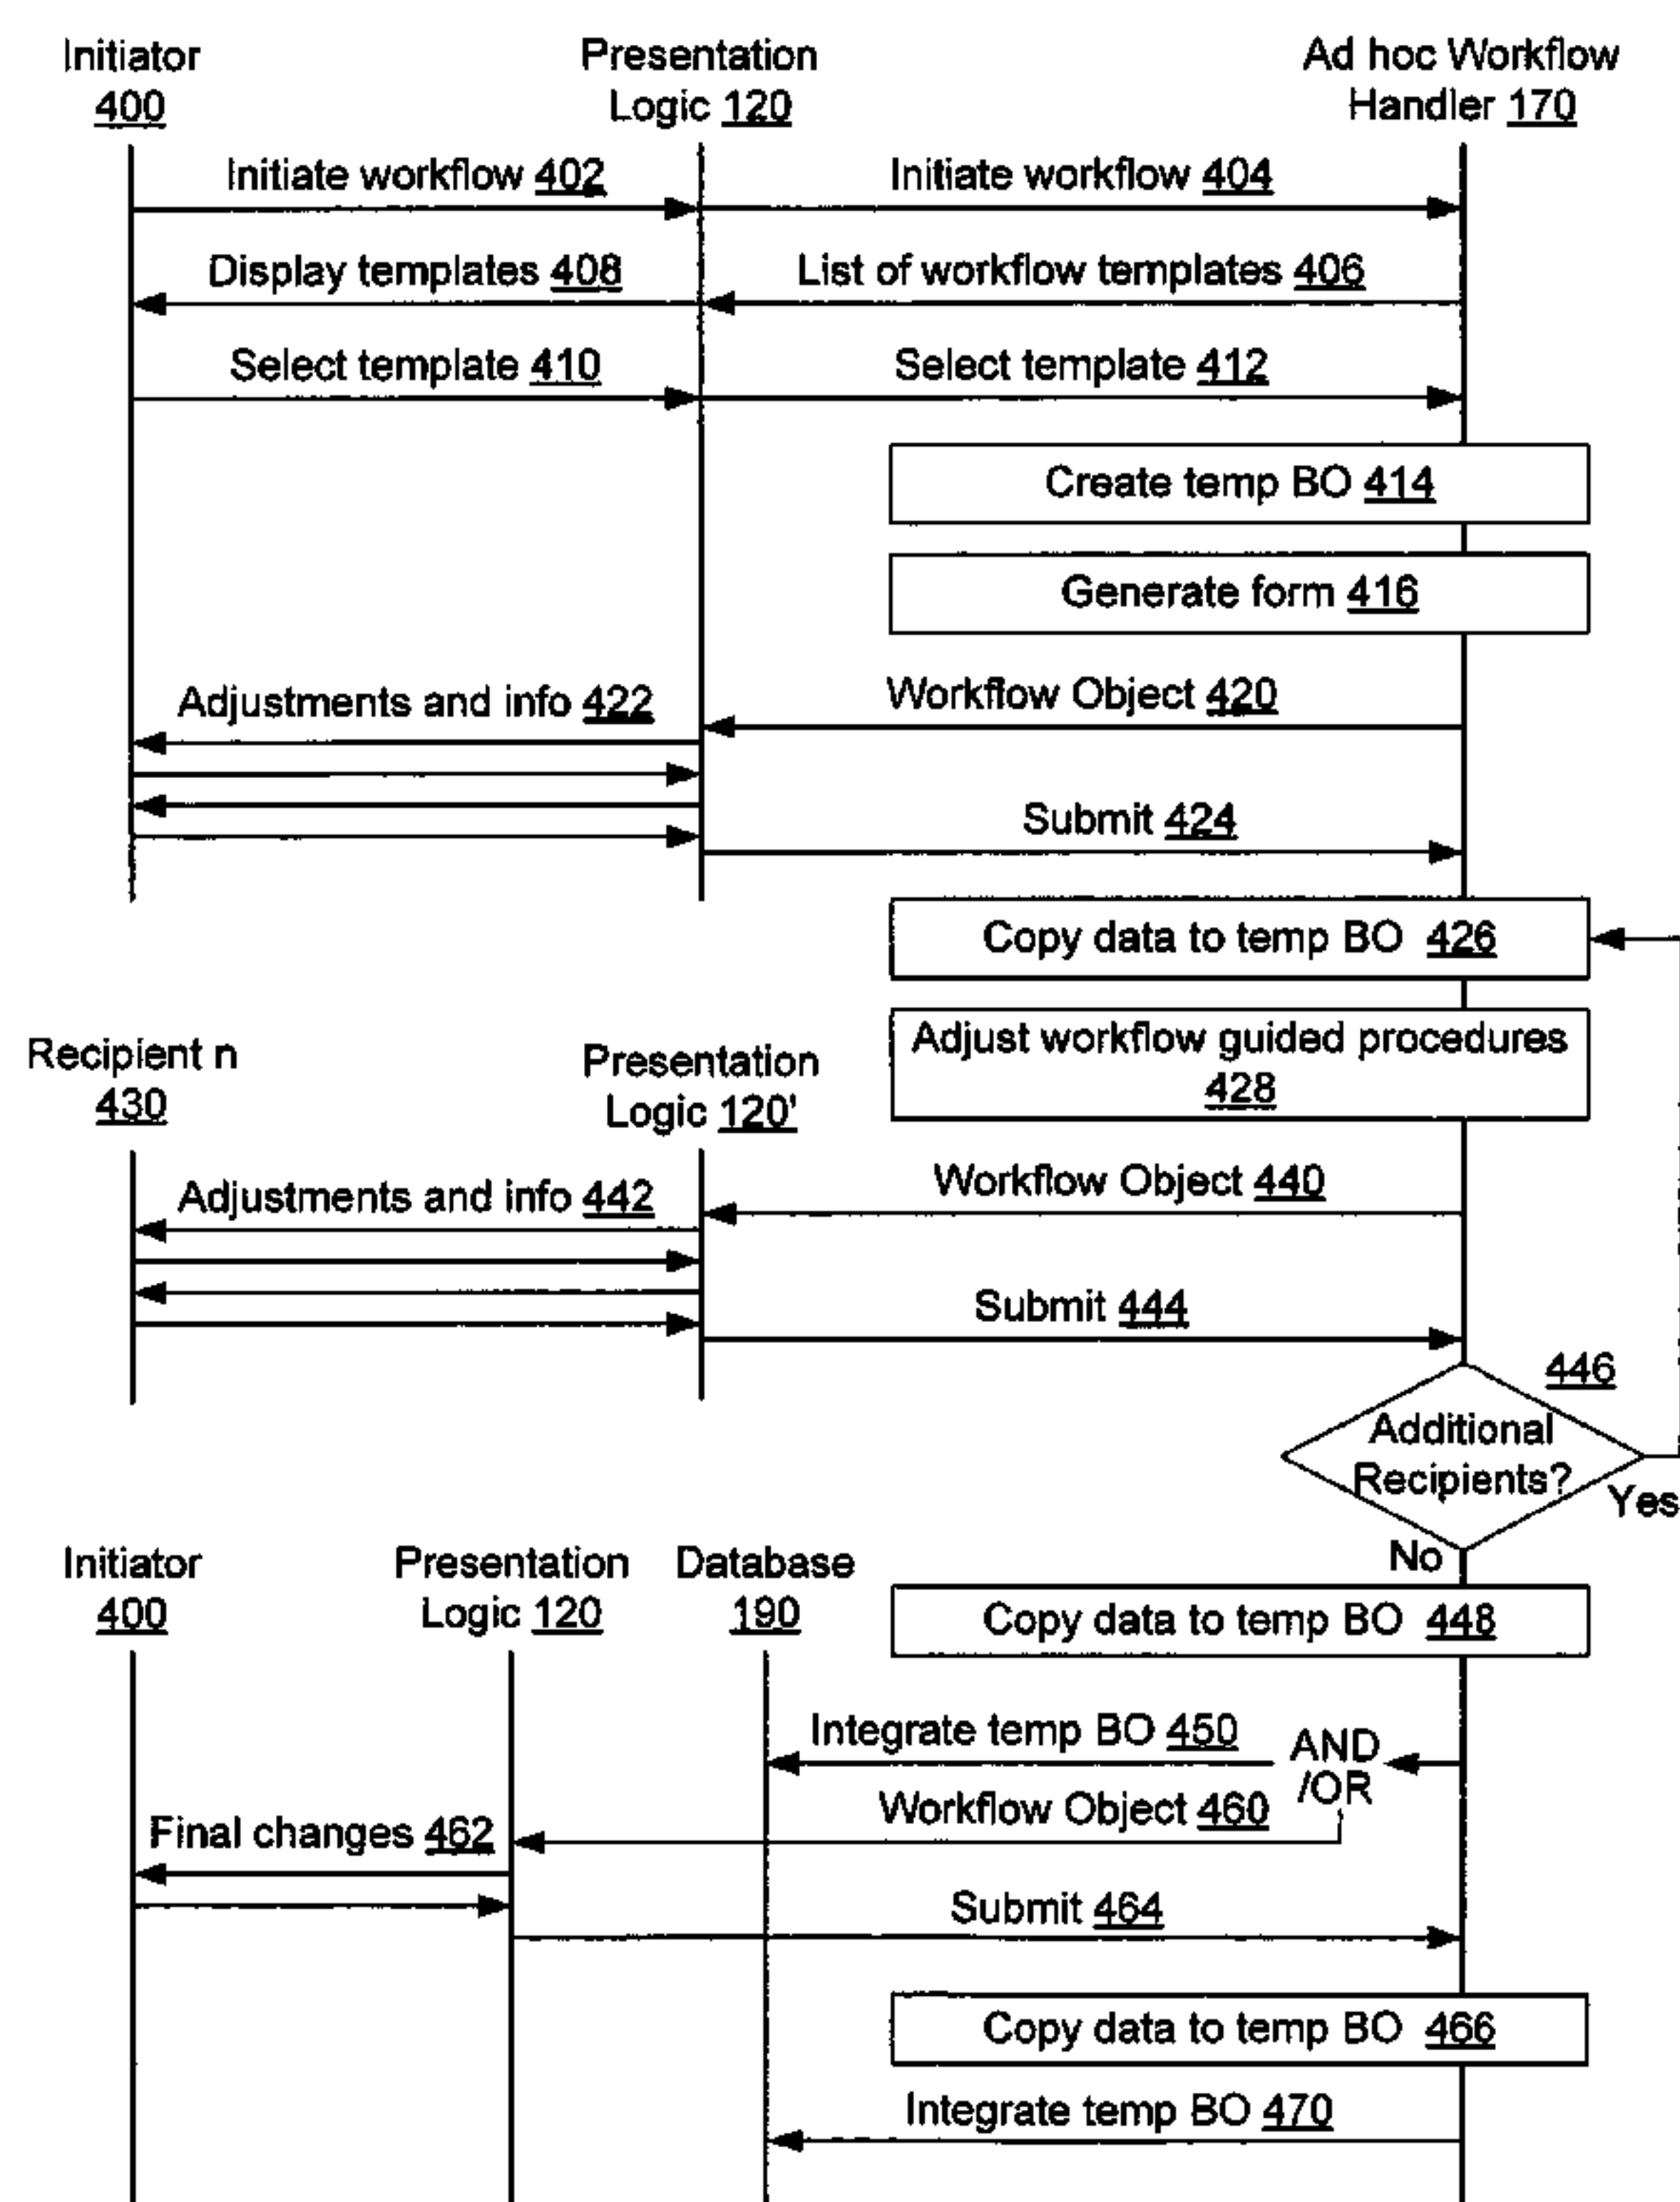 Initiator
400
Presentation
Logic 120
Ad hoc Workflow
Handler 170
Initiate workflow 402
Initiate workflow 404
Display templates 408
List of workflow templates 406
Select template 410
Select template 412
Create temp BO 414
Generate form 416
Adjustments and info 422
Workflow Object 420
Submit 424
Copy data to temp BO 426
Adjust workflow guided procedures
428
Recipient n
430
Presentation
Logic 120'
Adjustments and info 442
Workflow Object 440
Submit 444
446
Additional
Recipients?
Yes
No
Initiator
400
Presentation
Logic 120
Database
190
Copy data to temp BO 448
Integrate temp BO 450
AND
/OR
Workflow Object 460
Final changes 462
Submit 464
Copy data to temp BO 466
Integrate temp BO 470